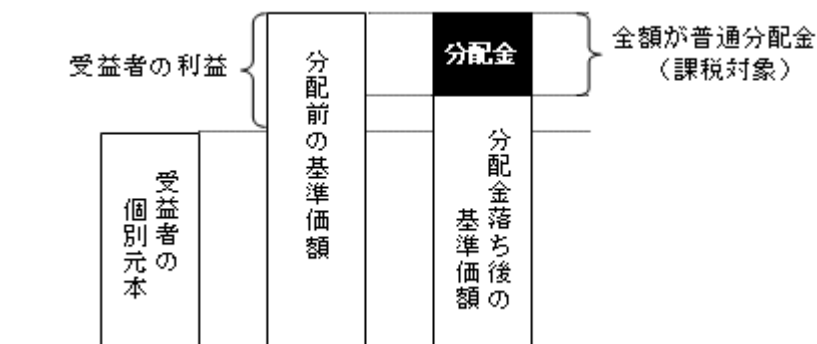 受益者の利益
分配前の基準価額
分配金
全額が普通分配金
（課税対象）
受益者の
個別元本
分配金落ち後の
基準価額